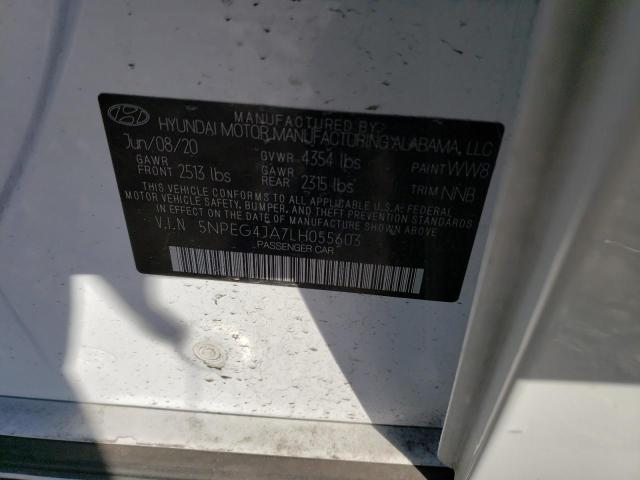 MANUFACTURED BY
HYUNDAI MOTOR MANUFACTURING ALABAMA, LLC
Jun/08/20 GVWR 4354 lbs PAINT WW8
GAWR FRONT 2513 lbs GAWR REAR 2315 lbs TRIM NNB
THIS VEHICLE CONFORMS TO ALL APPLICABLE U.S.A-FEDERAL
MOTOR VEHICLE SAFETY, BUMPER, AND THEFT PREVENTION STANDARDS
IN EFFECT ON THE DATE OF MANUFACTURE SHOWN ABOVE.
V.I.N 5NPEG4JA7LH055603
PASSENGER CAR